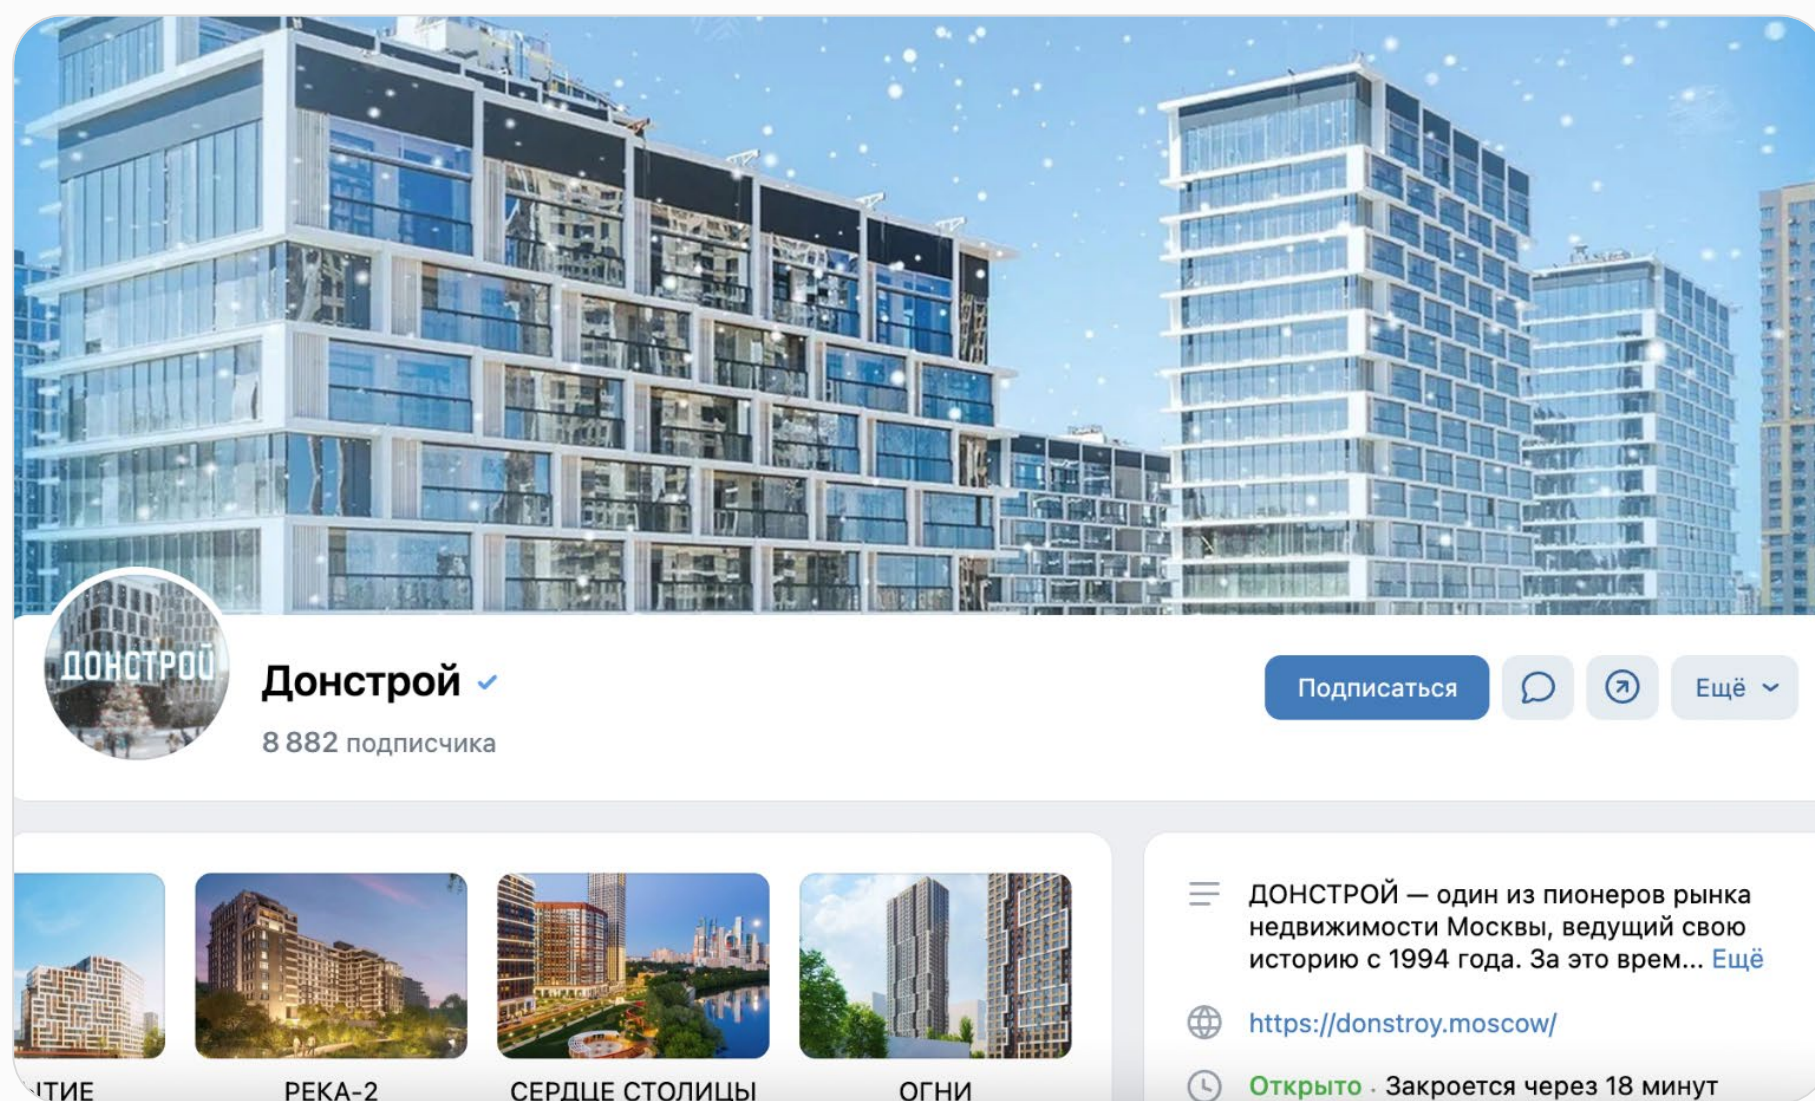 ДОНСТРОЙ
Донстрой
8 882 подписчика
Подписаться
Ещё
РЕКА-2
СЕРДЦЕ СТОЛИЦЫ
ОГНИ
ДОНСТРОЙ — один из пионеров рынка
недвижимости Москвы, ведущий свою
историю с 1994 года. За это врем... Ещё
https://donstroy.moscow/
Открыто · Закроется через 18 минут